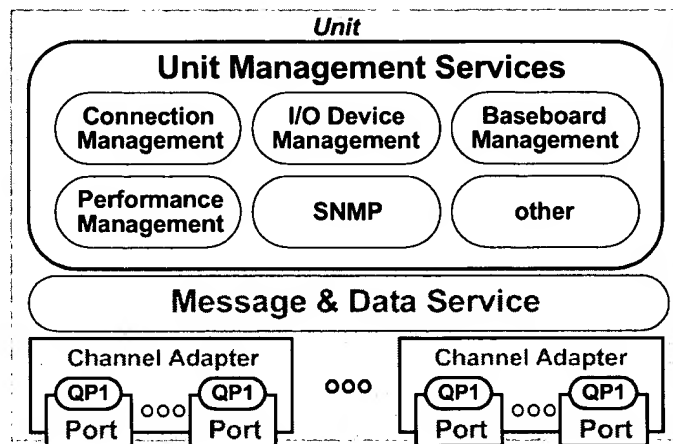 Unit
Unit Management Services
Connection Management
I/O Device Management
Baseboard Management
Performance Management
SNMP
other
Message & Data Service
Channel Adapter
QP1
ooo
QP1
Port
Port
ooo
Channel Adapter
QP1
ooo
QP1
Port
Port